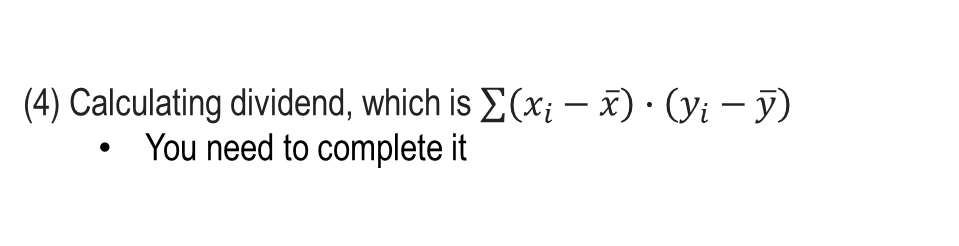 (4) Calculating dividend, which is ∑(xᵢ − x̄) · (yᵢ − ȳ)
• You need to complete it